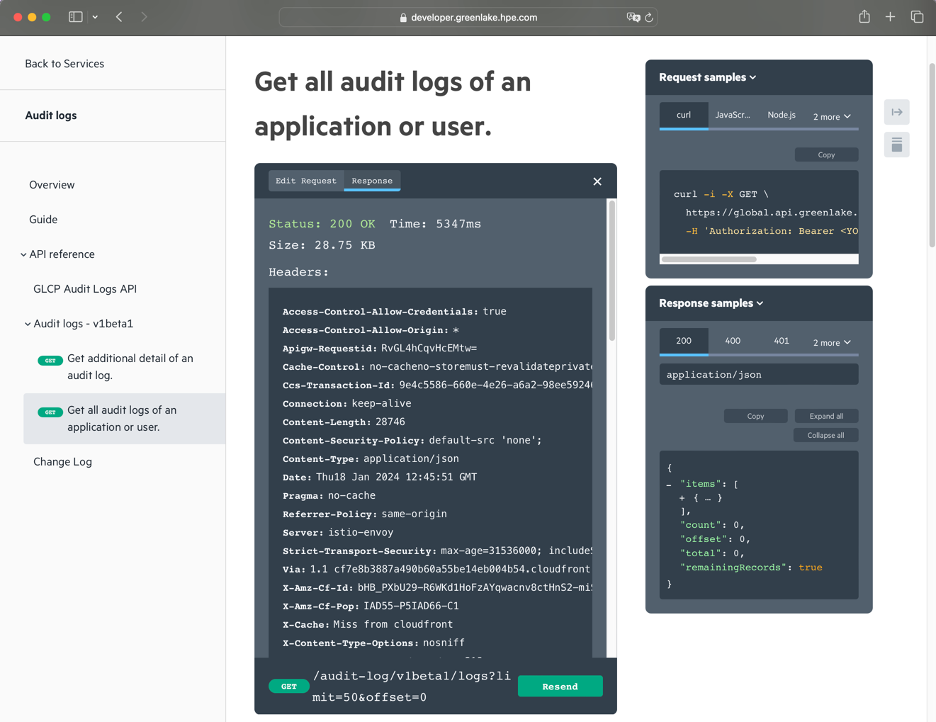 developer.greenlake.hpe.com
Back to Services
Audit logs
Overview
Guide
API reference
GLCP Audit Logs API
Audit logs - v1beta1
GET Get additional detail of an
audit log.
GET Get all audit logs of an
application or user.
Change Log
Get all audit logs of an
application or user.
Edit Request Response
Status: 200 OK Time: 5347ms
Size: 28.75 KB
Headers:
Access-Control-Allow-Credentials: true
Access-Control-Allow-Origin: *
Apigw-Requestid: RvGL4hCqvHcEMtw=
Cache-Control: no-cacheno-storemust-revalidateprivate
Ccs-Transaction-Id: 9e4c5586-660e-4e26-a6a2-98ee5924
Connection: keep-alive
Content-Length: 28746
Content-Security-Policy: default-src 'none';
Content-Type: application/json
Date: Thu18 Jan 2024 12:45:51 GMT
Pragma: no-cache
Referrer-Policy: same-origin
Server: istio-envoy
Strict-Transport-Security: max-age=31536000; include
Via: 1.1 cf7e8b3887a490b60a55be14eb004b54.cloudfront
X-Amz-Cf-Id: bHB_PXbU29-R6WKd1HoFzAYqwacnv8ctHnS2-mi
X-Amz-Cf-Pop: IAD55-P5IAD66-C1
X-Cache: Miss from cloudfront
X-Content-Type-Options: nosniff
GET /audit-log/v1beta1/logs?li
mit=50&offset=0
Resend
Request samples
curl JavaScr... Node.js 2 more
Copy
curl -i -X GET \
https://global.api.greenlake.
-H 'Authorization: Bearer <YO
Response samples
200 400 401 2 more
application/json
Copy Expand all
Collapse all
{
− "items": [
+ { … }
],
"count": 0,
"offset": 0,
"total": 0,
"remainingRecords": true
}